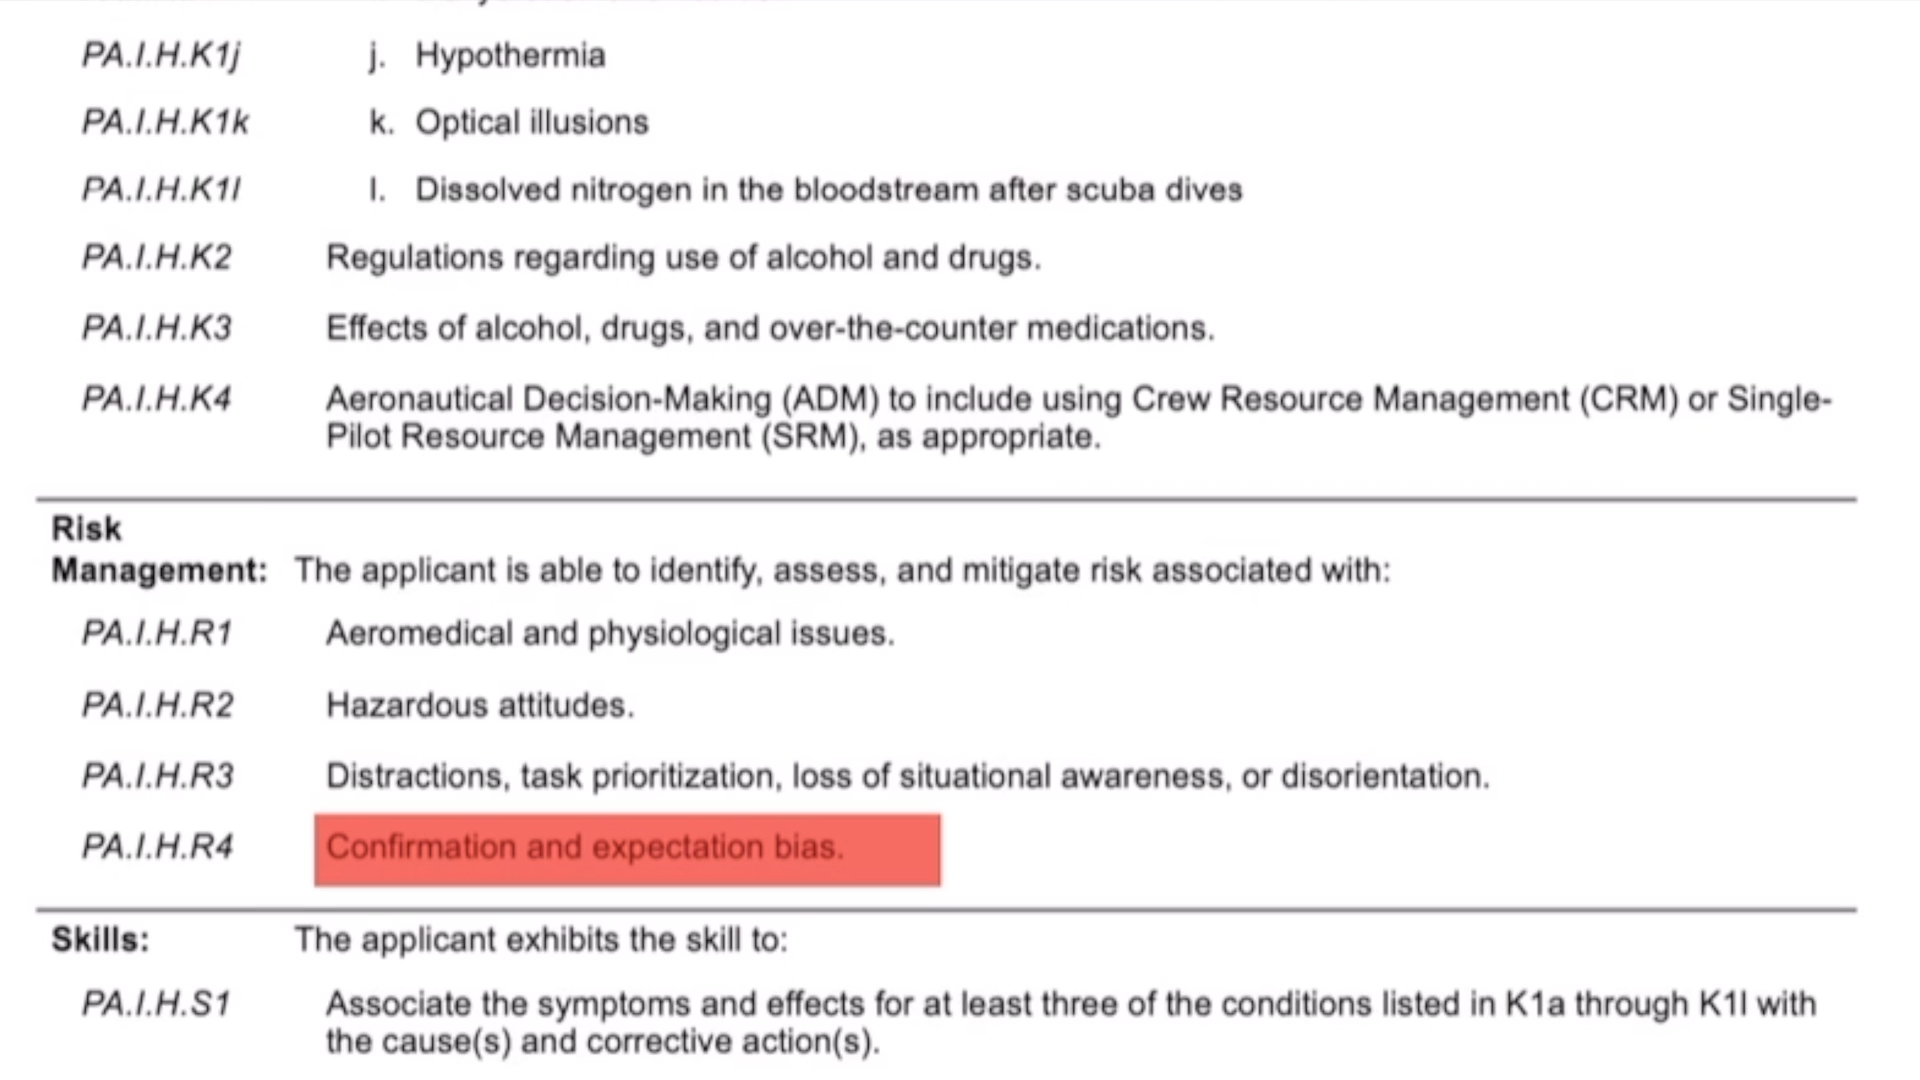 PA.I.H.K1j j. Hypothermia
PA.I.H.K1k k. Optical illusions
PA.I.H.K1l l. Dissolved nitrogen in the bloodstream after scuba dives
PA.I.H.K2 Regulations regarding use of alcohol and drugs.
PA.I.H.K3 Effects of alcohol, drugs, and over-the-counter medications.
PA.I.H.K4 Aeronautical Decision-Making (ADM) to include using Crew Resource Management (CRM) or Single-
Pilot Resource Management (SRM), as appropriate.
Risk
Management: The applicant is able to identify, assess, and mitigate risk associated with:
PA.I.H.R1 Aeromedical and physiological issues.
PA.I.H.R2 Hazardous attitudes.
PA.I.H.R3 Distractions, task prioritization, loss of situational awareness, or disorientation.
PA.I.H.R4 Confirmation and expectation bias.
Skills: The applicant exhibits the skill to:
PA.I.H.S1 Associate the symptoms and effects for at least three of the conditions listed in K1a through K1l with
the cause(s) and corrective action(s).